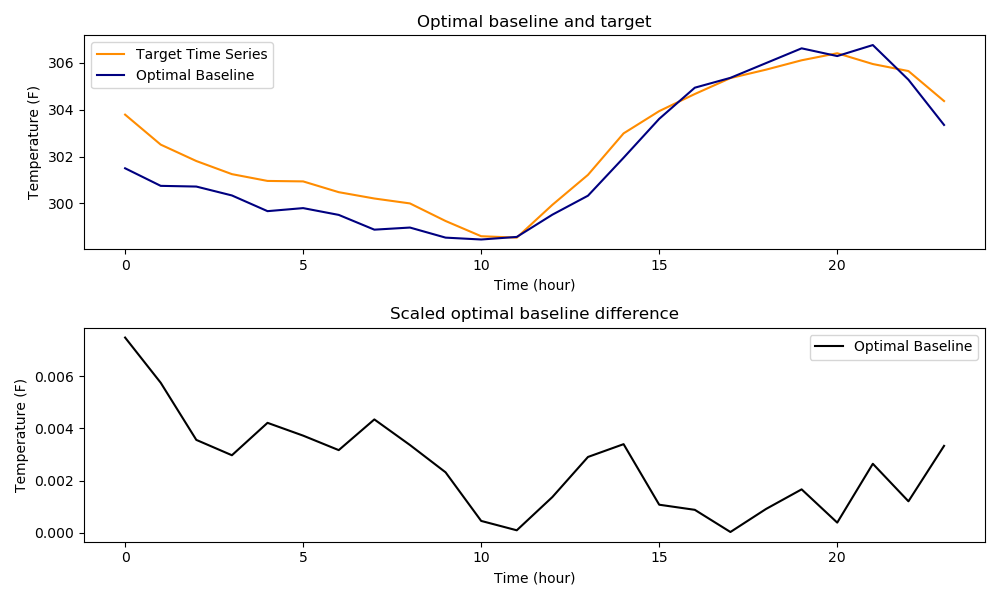 Optimal baseline and target
Target Time Series
Optimal Baseline
Temperature (F)
306
304
302
300
0 5 10 15 20
Time (hour)
Scaled optimal baseline difference
Optimal Baseline
Temperature (F)
0.006
0.004
0.002
0.000
0 5 10 15 20
Time (hour)